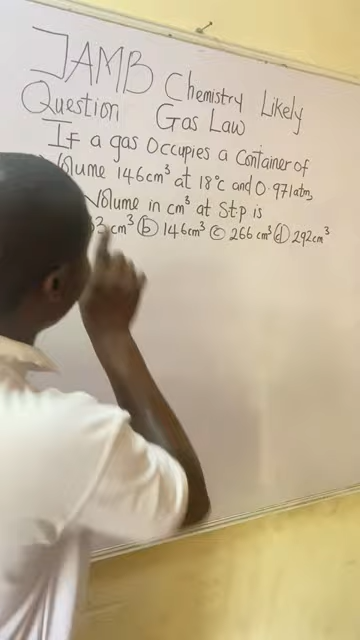 JAMB Chemistry Likely
Question Gas Law
If a gas occupies a container of
Volume 146cm³ at 18°c and 0.971atm,
Volume in cm³ at S.t.p is
3 cm³ (b) 146cm³ (c) 266 cm³ (d) 292cm³